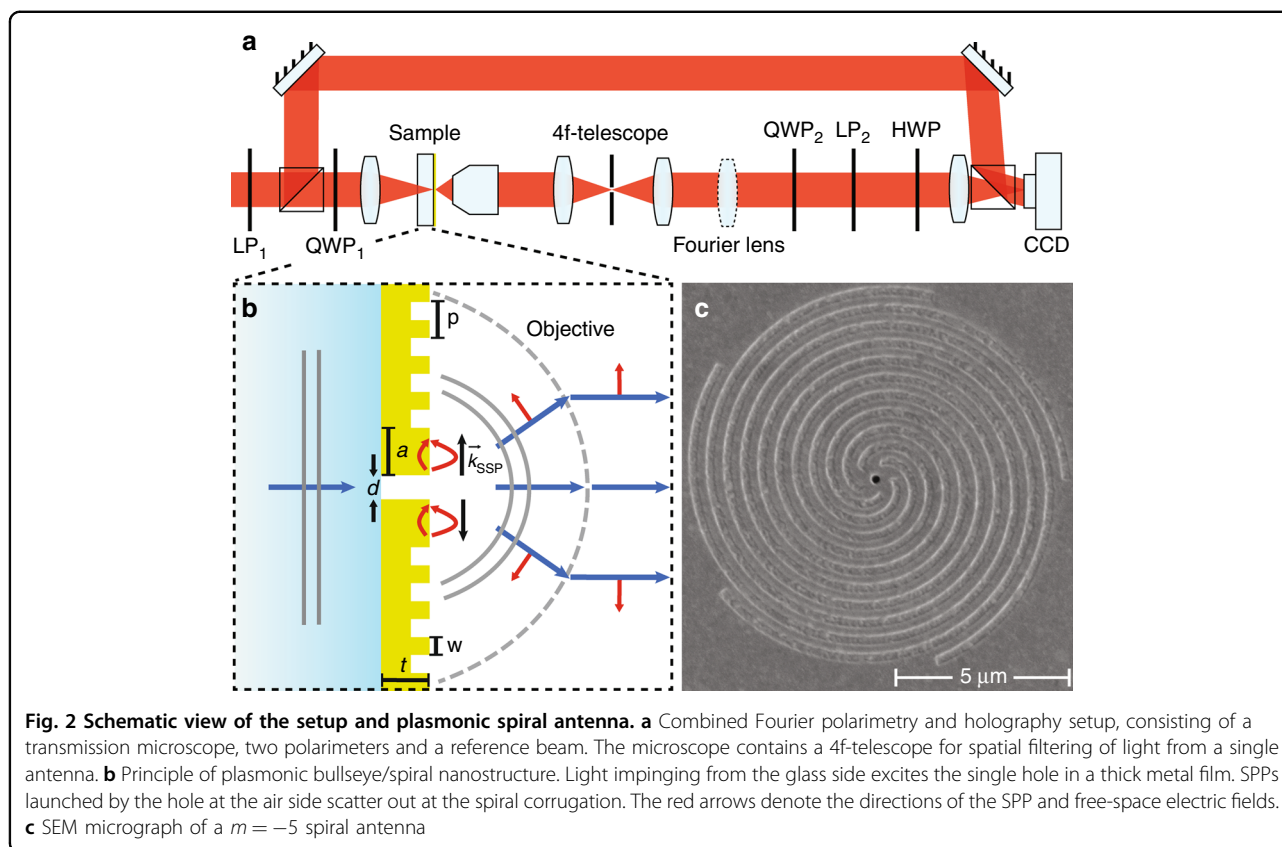 a
Sample
4f-telescope
QWP2 LP2 HWP
LP1
QWP1
Fourier lens
CCD
b
p
Objective
a
k⃗SSP
d
w
t
c
5 μm
Fig. 2 Schematic view of the setup and plasmonic spiral antenna. a Combined Fourier polarimetry and holography setup, consisting of a
transmission microscope, two polarimeters and a reference beam. The microscope contains a 4f-telescope for spatial filtering of light from a single
antenna. b Principle of plasmonic bullseye/spiral nanostructure. Light impinging from the glass side excites the single hole in a thick metal film. SPPs
launched by the hole at the air side scatter out at the spiral corrugation. The red arrows denote the directions of the SPP and free-space electric fields.
c SEM micrograph of a m = −5 spiral antenna